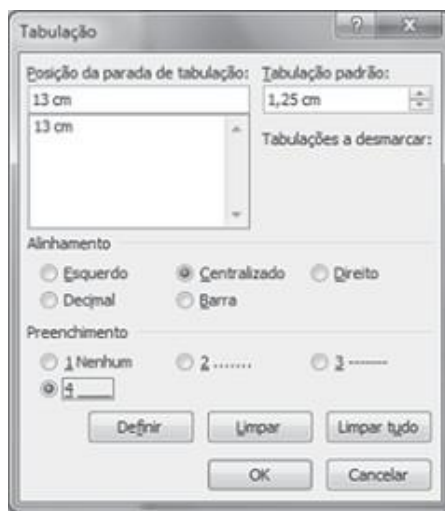 Tabulação
Posição da parada de tabulação: Tabulação padrão:
13 cm 1,25 cm
13 cm
Tabulações a desmarcar:
Alinhamento
Esquerdo Centralizado Direito
Decimal Barra
Preenchimento
1 Nenhum 2 ....... 3 -------
4 ____
Definir Limpar Limpar tudo
OK Cancelar